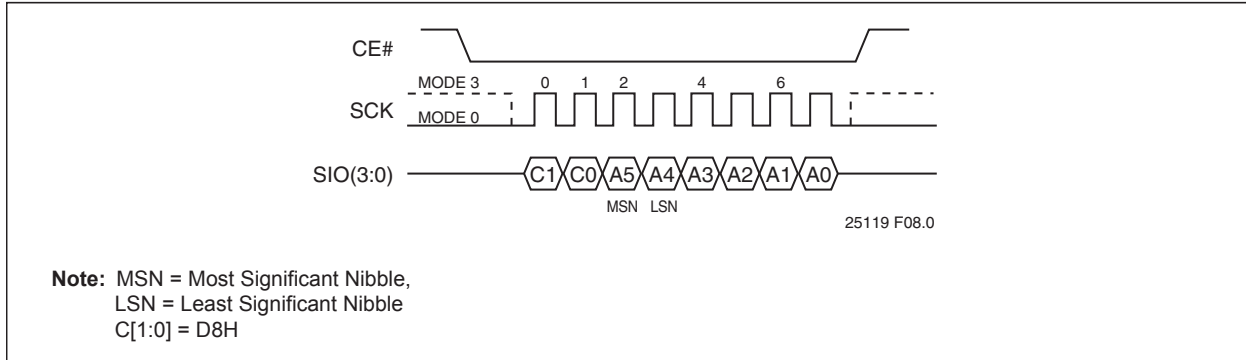 CE#
MODE 3 0 1 2 4 6
SCK
MODE 0
SIO(3:0) C1 C0 A5 A4 A3 A2 A1 A0
MSN LSN
25119 F08.0
Note: MSN = Most Significant Nibble,
LSN = Least Significant Nibble
C[1:0] = D8H